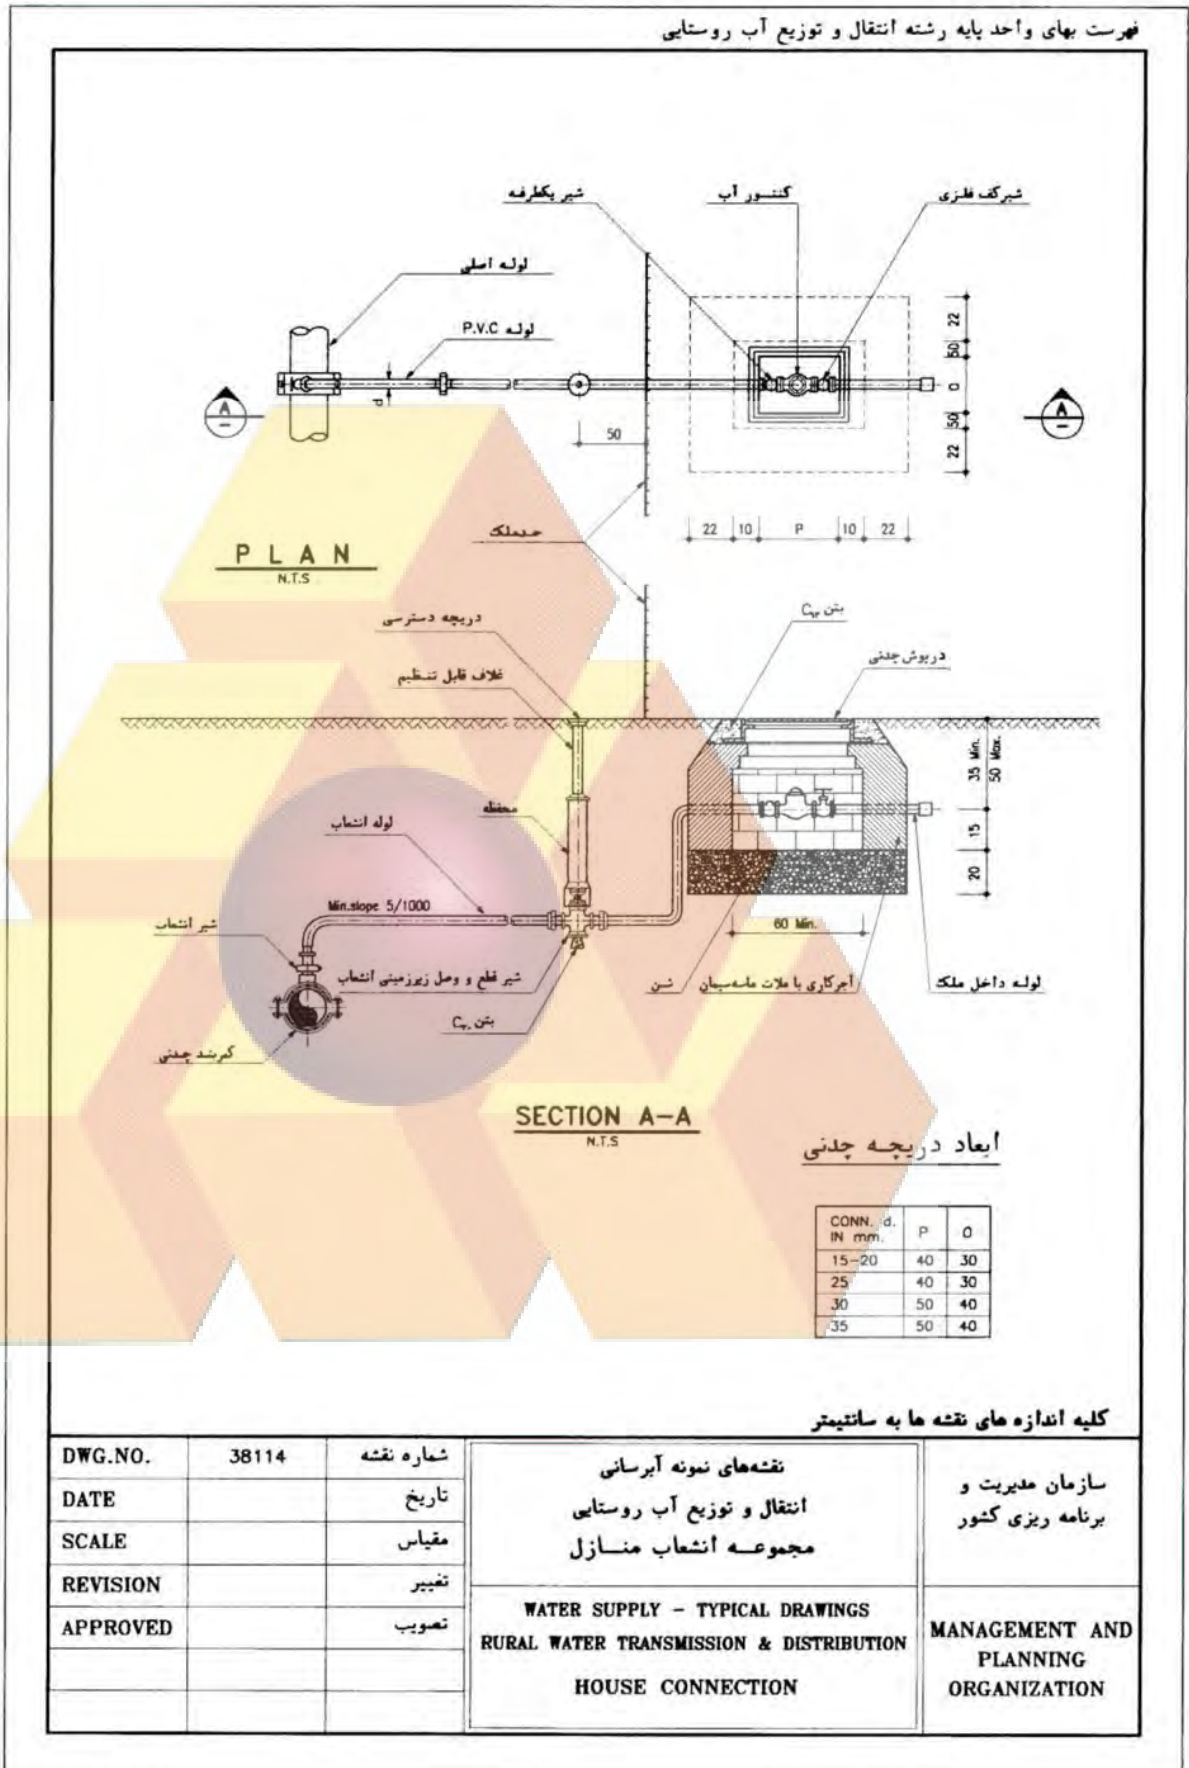 فهرست بهای واحد پایه رشته انتقال و توزیع آب روستایی
شیر یکطرفه
کنتور آب
شیرکف فلزی
لوله اصلی
لوله P.V.C
d
A
A
50
22
50
O
50
22
22
10
P
10
22
حد ملک
PLAN
N.T.S
دریچه دسترسی
غلاف قابل تنظیم
بتن
درپوش چدنی
محفظه
لوله انشعاب
Min.slope 5/1000
شیر انشعاب
شیر قطع و وصل زیرزمینی انشعاب
بتن
کمربند چدنی
35 Min.
50 Max.
15
20
60 Min.
شن
آجرکاری با ملات ماسه سیمان
لوله داخل ملک
SECTION A-A
N.T.S
ابعاد دریچه چدنی
CONN. d. IN mm. P O
15-20 40 30
25 40 30
30 50 40
35 50 40
کلیه اندازه های نقشه ها به سانتیمتر
DWG.NO. 38114 شماره نقشه
DATE تاریخ
SCALE مقیاس
REVISION تغییر
APPROVED تصویب
نقشه‌های نمونه آبرسانی
انتقال و توزیع آب روستایی
مجموعه انشعاب منازل
WATER SUPPLY - TYPICAL DRAWINGS
RURAL WATER TRANSMISSION & DISTRIBUTION
HOUSE CONNECTION
سازمان مدیریت و
برنامه ریزی کشور
MANAGEMENT AND
PLANNING
ORGANIZATION